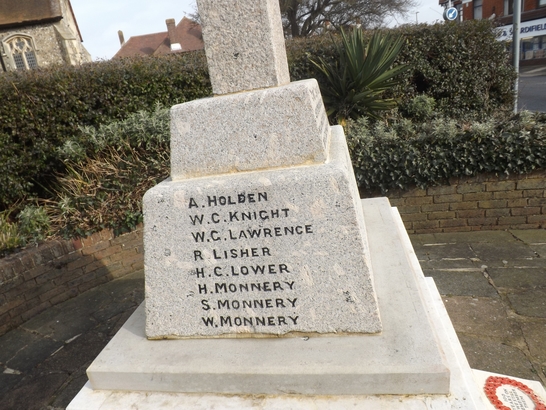 A. HOLDEN
W. C. KNIGHT
W. G. LAWRENCE
R. LISHER
H. C. LOWER
H. MONNERY
S. MONNERY
W. MONNERY